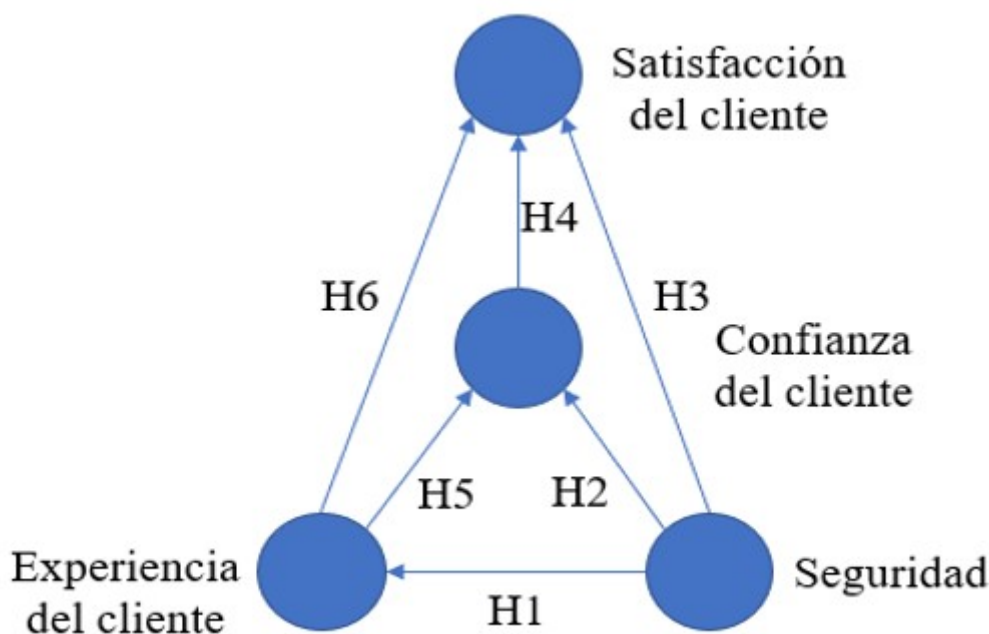 Satisfacción
del cliente
H4
H6
H3
Confianza
del cliente
H5
H2
Experiencia
del cliente
Seguridad
H1